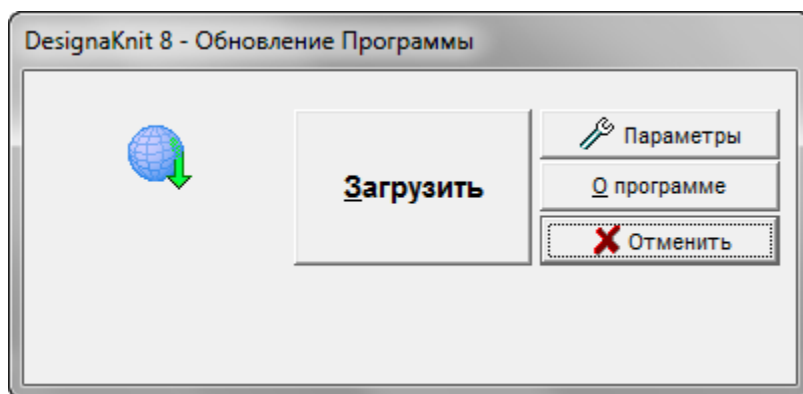 DesignaKnit 8 - Обновление Программы
Загрузить
Параметры
О программе
Отменить